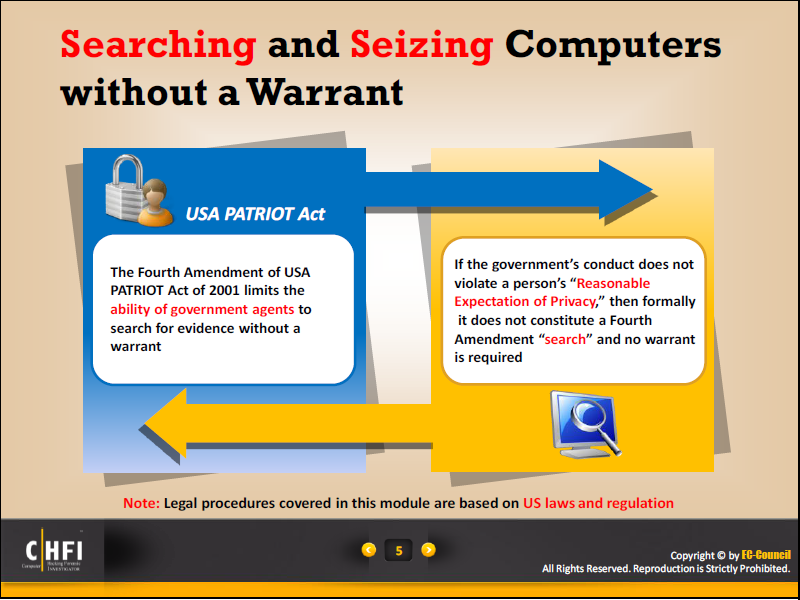 Searching and Seizing Computers
without a Warrant
USA PATRIOT Act
The Fourth Amendment of USA
PATRIOT Act of 2001 limits the
ability of government agents to
search for evidence without a
warrant
If the government's conduct does not
violate a person's “Reasonable
Expectation of Privacy,” then formally
it does not constitute a Fourth
Amendment “search” and no warrant
is required
Note: Legal procedures covered in this module are based on US laws and regulation
CHFI
Computer Hacking Forensic
INVESTIGATOR
5
Copyright © by EC-Council
All Rights Reserved. Reproduction is Strictly Prohibited.